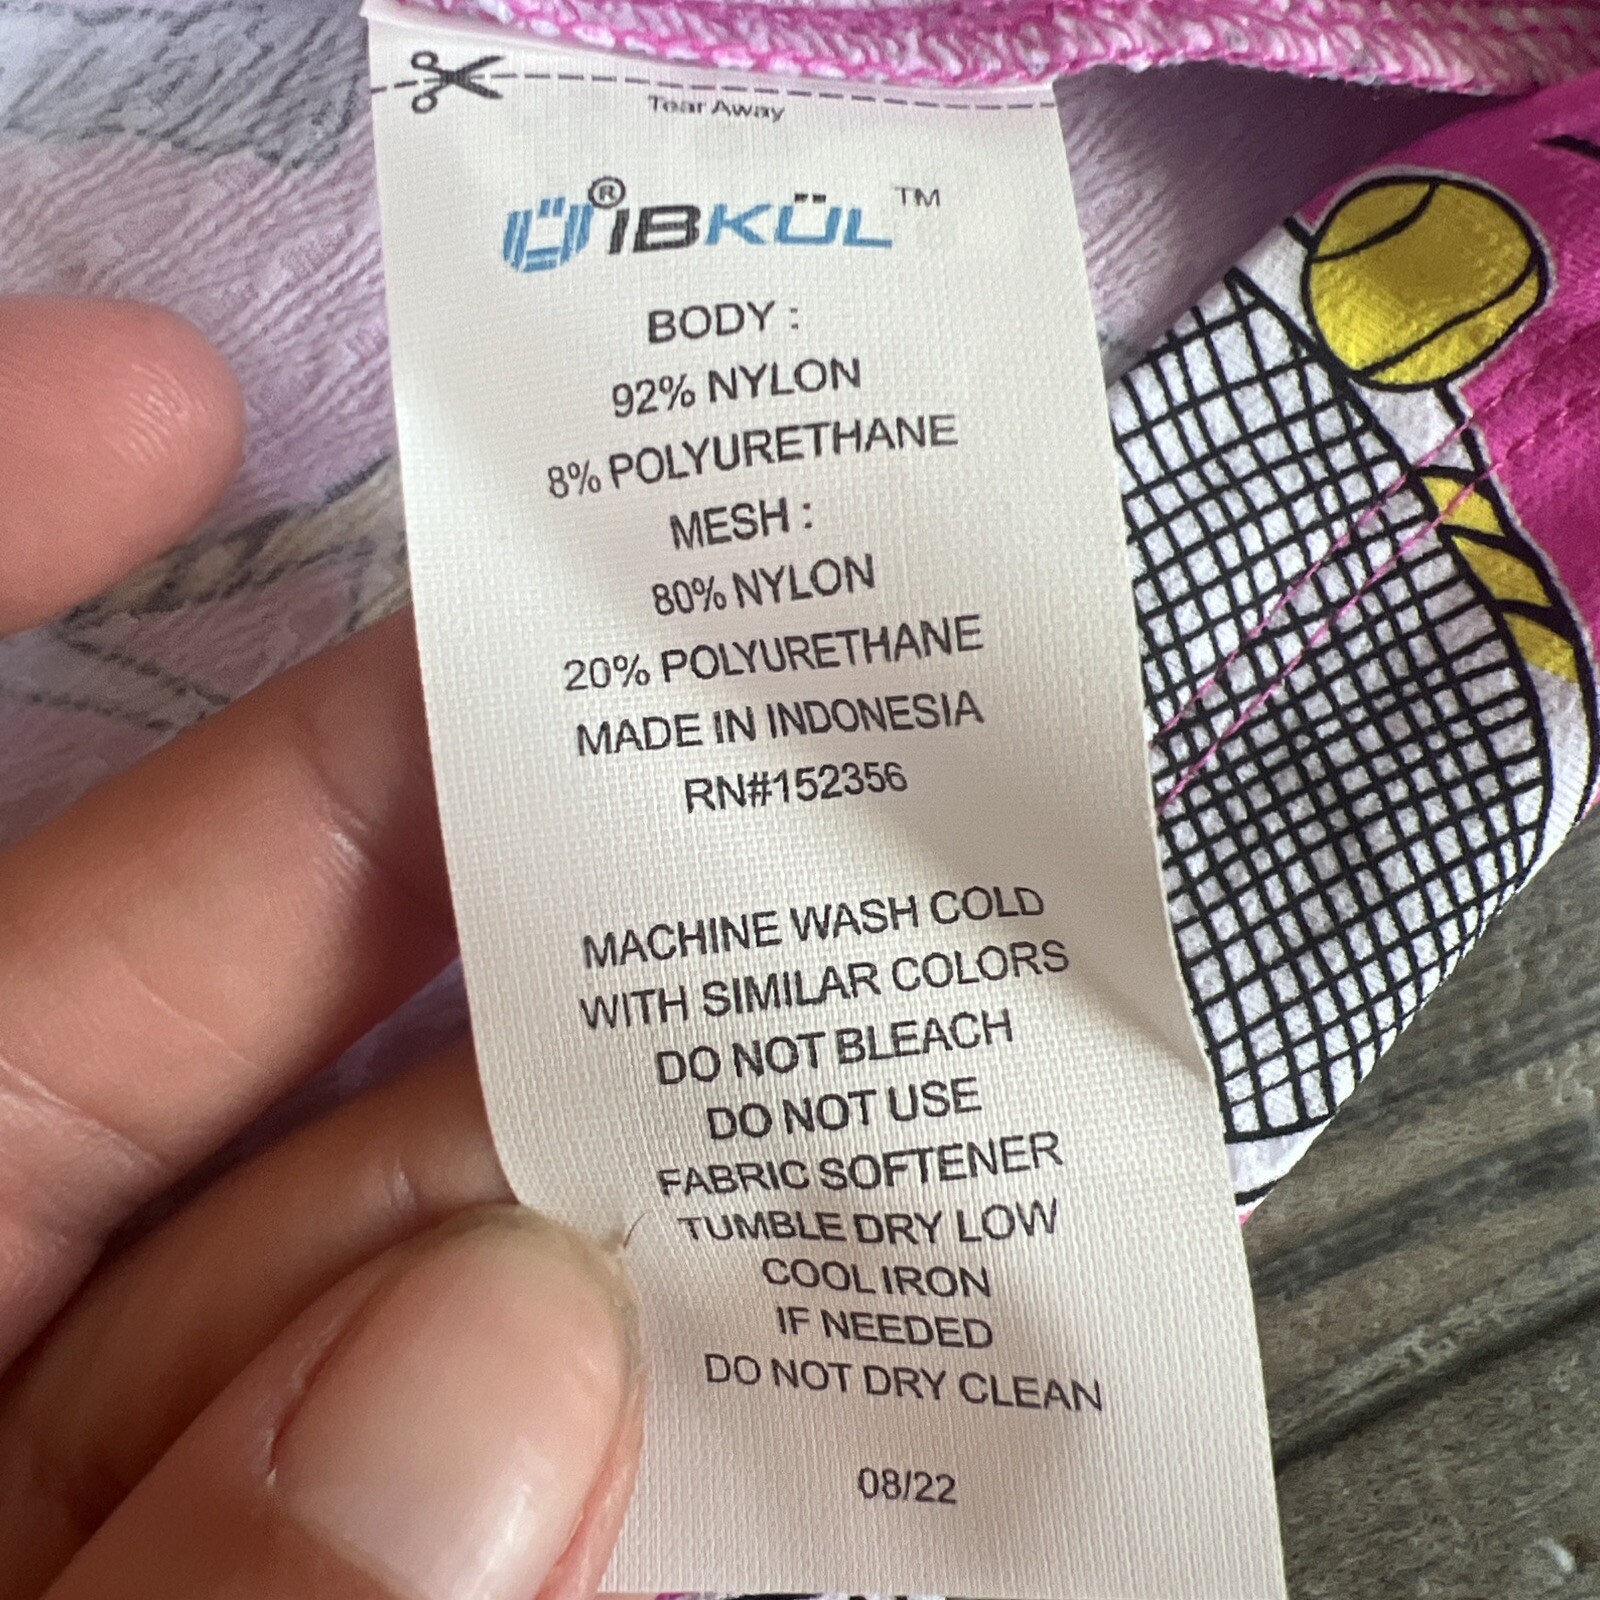 Tear Away
® IBKÜL ™
BODY :
92% NYLON
8% POLYURETHANE
MESH :
80% NYLON
20% POLYURETHANE
MADE IN INDONESIA
RN#152356
MACHINE WASH COLD
WITH SIMILAR COLORS
DO NOT BLEACH
DO NOT USE
FABRIC SOFTENER
TUMBLE DRY LOW
COOL IRON
IF NEEDED
DO NOT DRY CLEAN
08/22